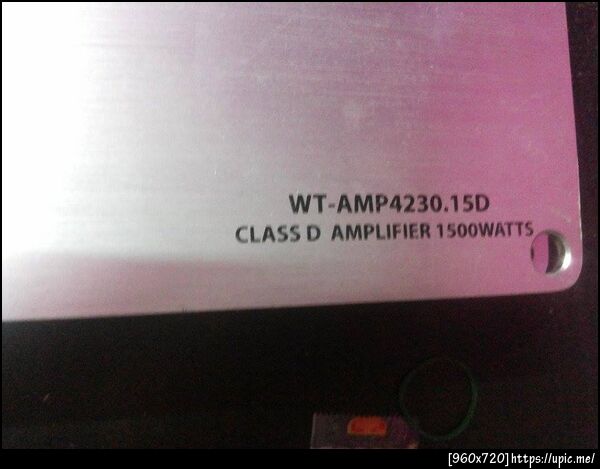 WT-AMP4230.15D
CLASS D AMPLIFIER 1500WATTS
[960x720]https://upic.me/